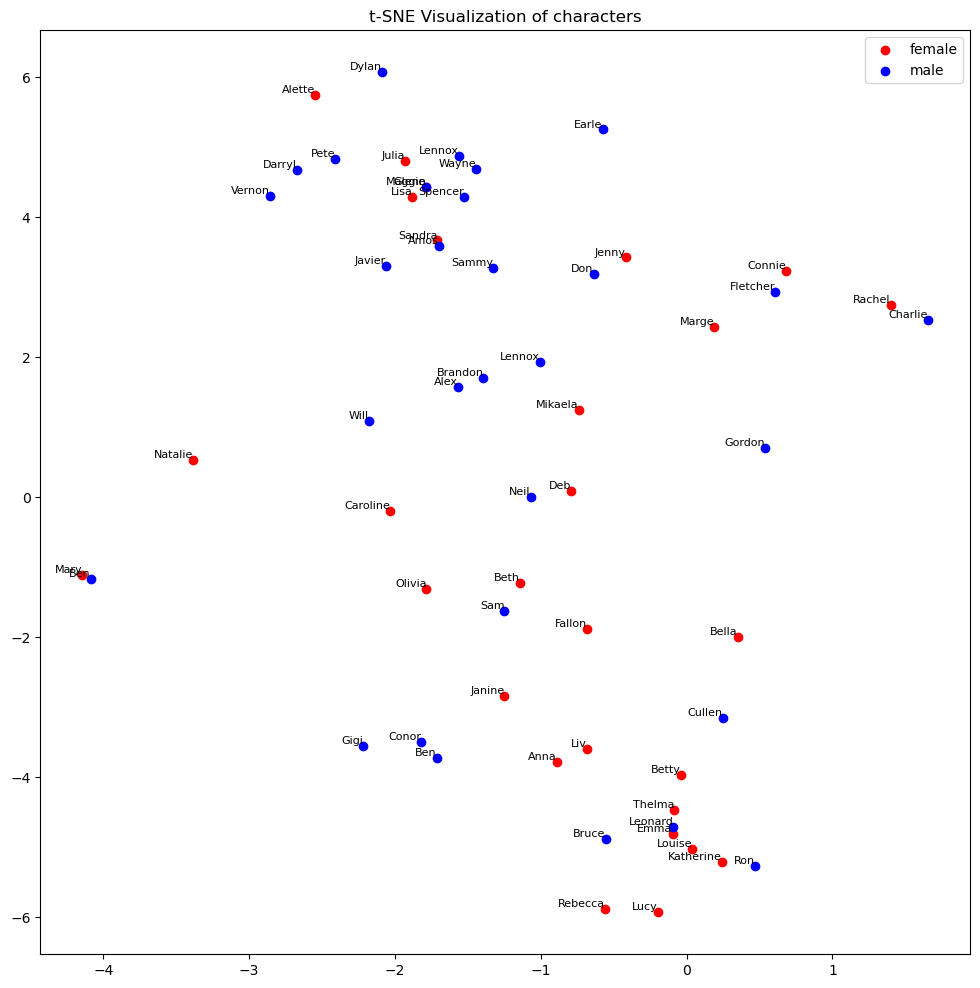 t-SNE Visualization of characters
female
male
Dylan
Alette
Earle
Lennox
Pete
Julia
Wayne
Darryl
Vernon
Lisa
Spencer
Sandra
Amos
Jenny
Javier
Sammy
Don
Connie
Fletcher
Rachel
Charlie
Marge
Lennox
Brandon
Alex
Mikaela
Will
Gordon
Natalie
Neil
Deb
Caroline
Mary
Ben
Olivia
Beth
Sam
Fallon
Bella
Janine
Cullen
Gigi
Conor
Ben
Liv
Anna
Betty
Thelma
Leonard
Emma
Bruce
Louise
Katherine
Ron
Rebecca
Lucy
6
4
2
0
−2
−4
−6
−4
−3
−2
−1
0
1